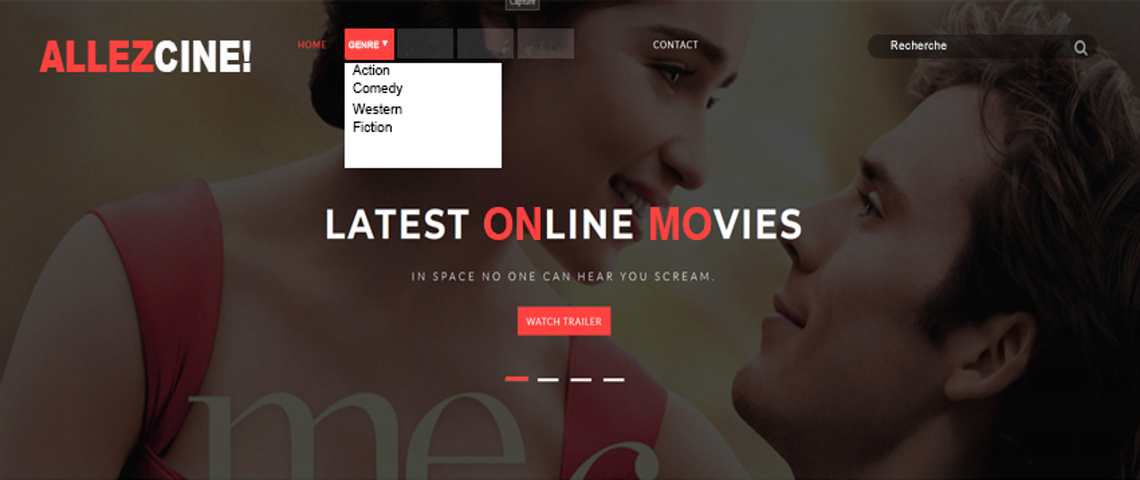 Capture
ALLEZCINE!
HOME
GENRE ▼
CONTACT
Recherche
Action
Comedy
Western
Fiction
LATEST ONLINE MOVIES
IN SPACE NO ONE CAN HEAR YOU SCREAM.
WATCH TRAILER
me